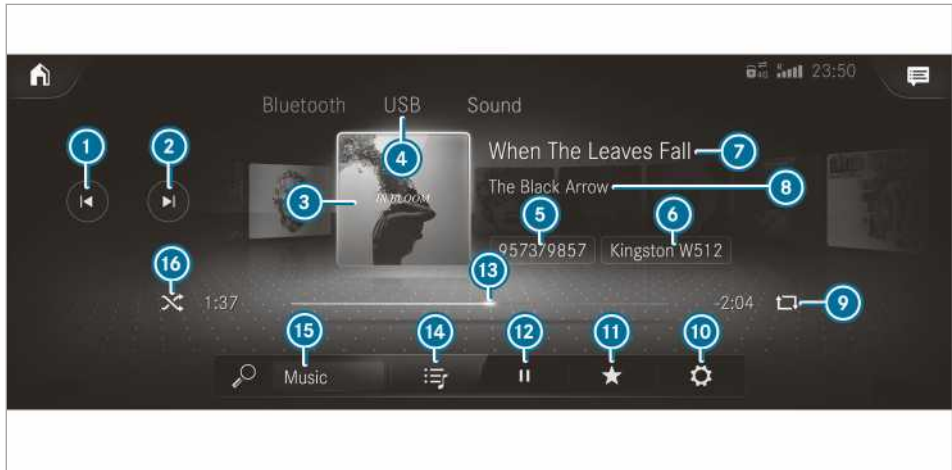 4G 23:50
Bluetooth USB Sound
1 2 4
When The Leaves Fall 7
The Black Arrow 8
3 IN BLOOM
5 6
957379857 Kingston W512
16 13
1:37 -2:04 9
15 14 12 11 10
Music